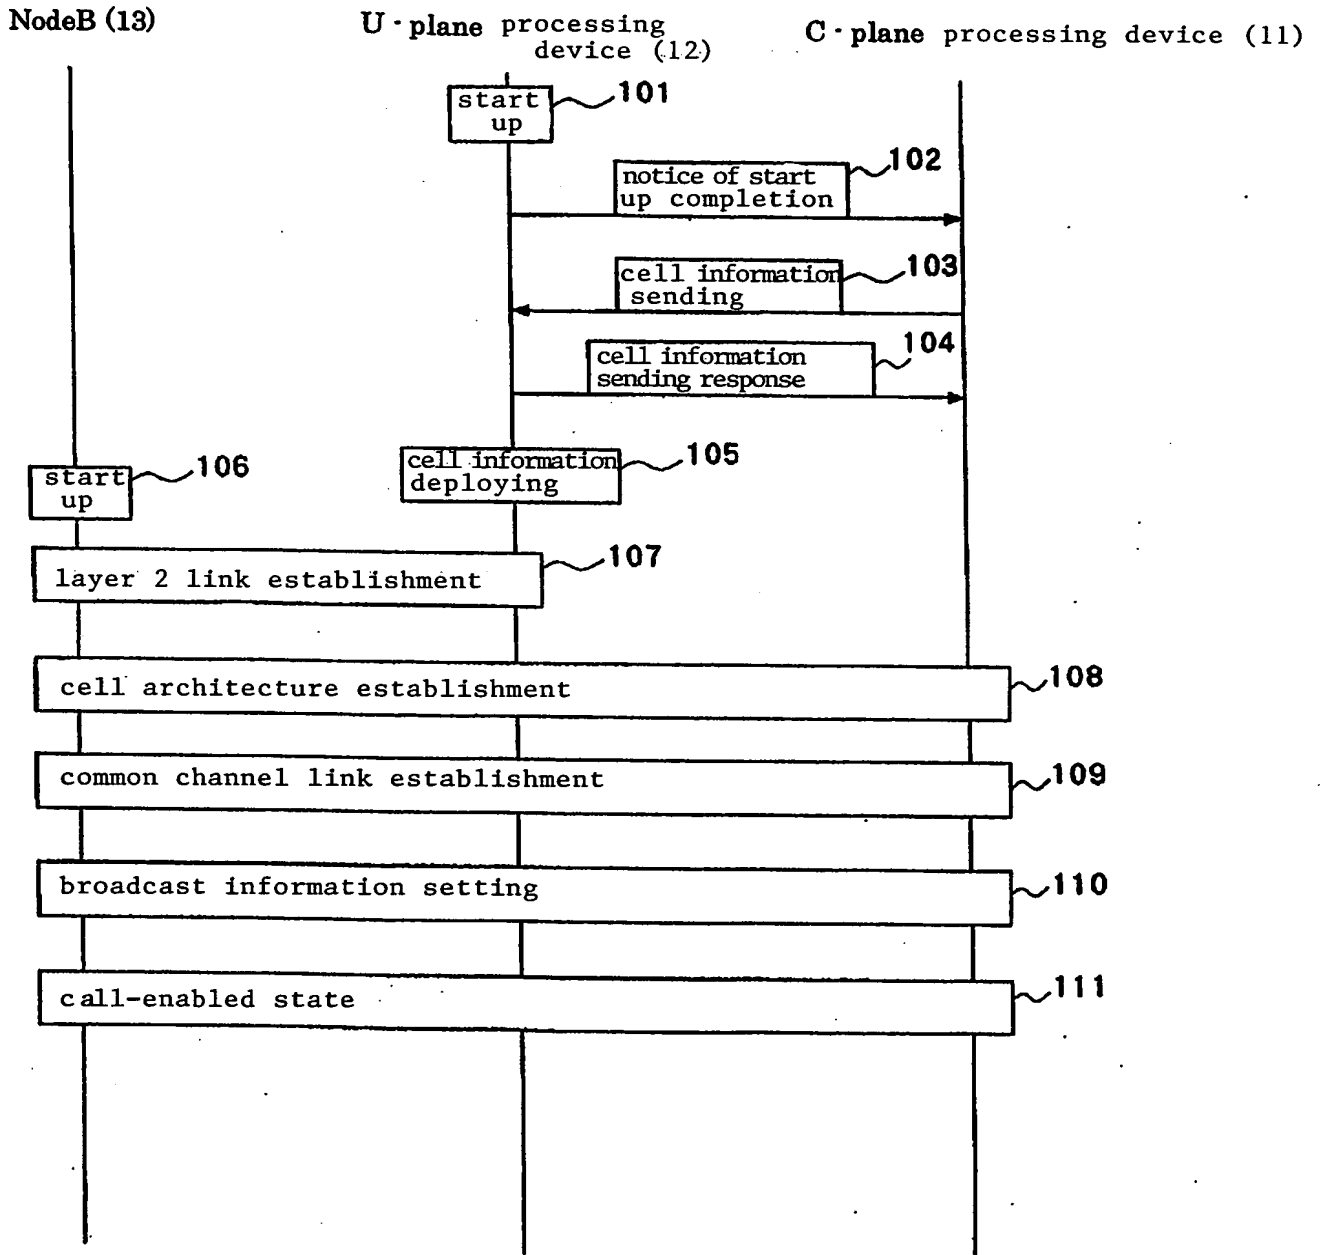 NodeB (13)
U・plane processing
device (12)
C・plane processing device (11)
start
up
101
notice of start
up completion
102
cell information
sending
103
cell information
sending response
104
cell information
deploying
105
start
up
106
layer 2 link establishment
107
cell architecture establishment
108
common channel link establishment
109
broadcast information setting
110
call-enabled state
111